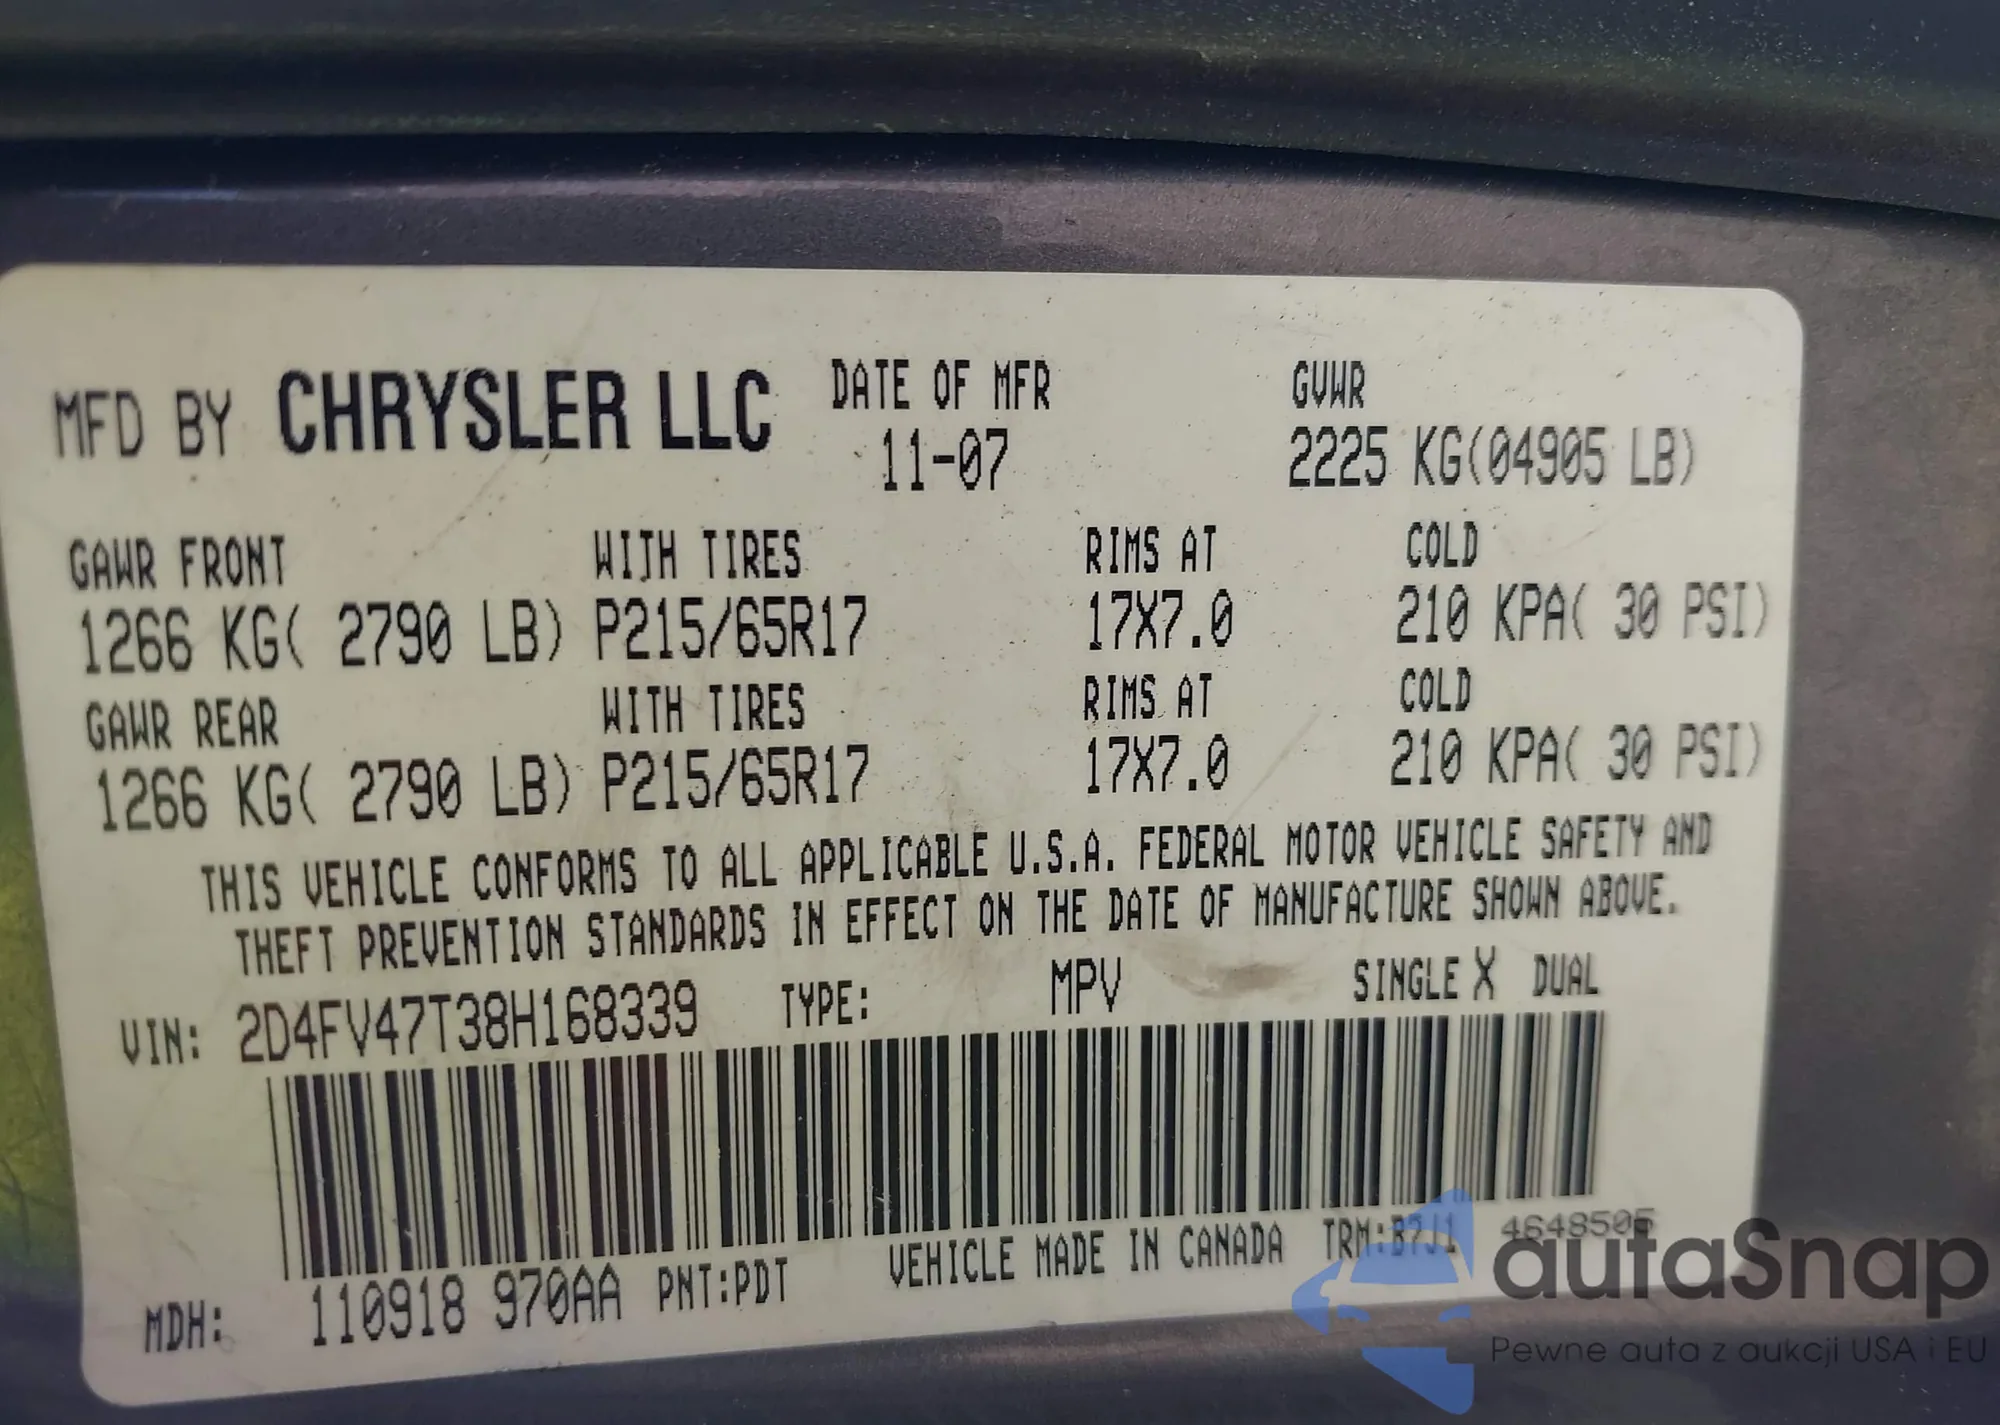 MFD BY CHRYSLER LLC DATE OF MFR GVWR
11-07 2225 KG(04905 LB)
GAWR FRONT WITH TIRES RIMS AT COLD
1266 KG( 2790 LB) P215/65R17 17X7.0 210 KPA( 30 PSI)
GAWR REAR WITH TIRES RIMS AT COLD
1266 KG( 2790 LB) P215/65R17 17X7.0 210 KPA( 30 PSI)
THIS VEHICLE CONFORMS TO ALL APPLICABLE U.S.A. FEDERAL MOTOR VEHICLE SAFETY AND
THEFT PREVENTION STANDARDS IN EFFECT ON THE DATE OF MANUFACTURE SHOWN ABOVE.
VIN: 2D4FV47T38H168339 TYPE: MPV SINGLE X DUAL
MDH: 110918 970AA PNT:PDT VEHICLE MADE IN CANADA TRM:B7J1 4648505
autaSnap
Pewne auta z aukcji USA i EU